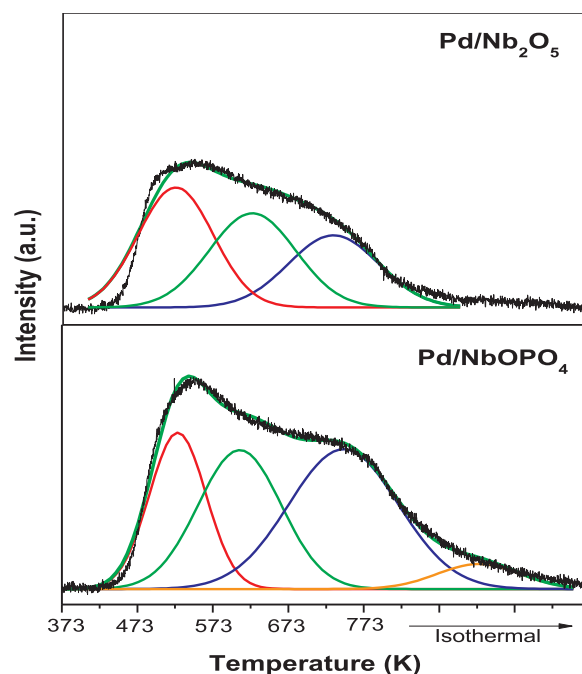 Pd/Nb₂O₅
Intensity (a.u.)
Pd/NbOPO₄
373 473 573 673 773
Isothermal
Temperature (K)